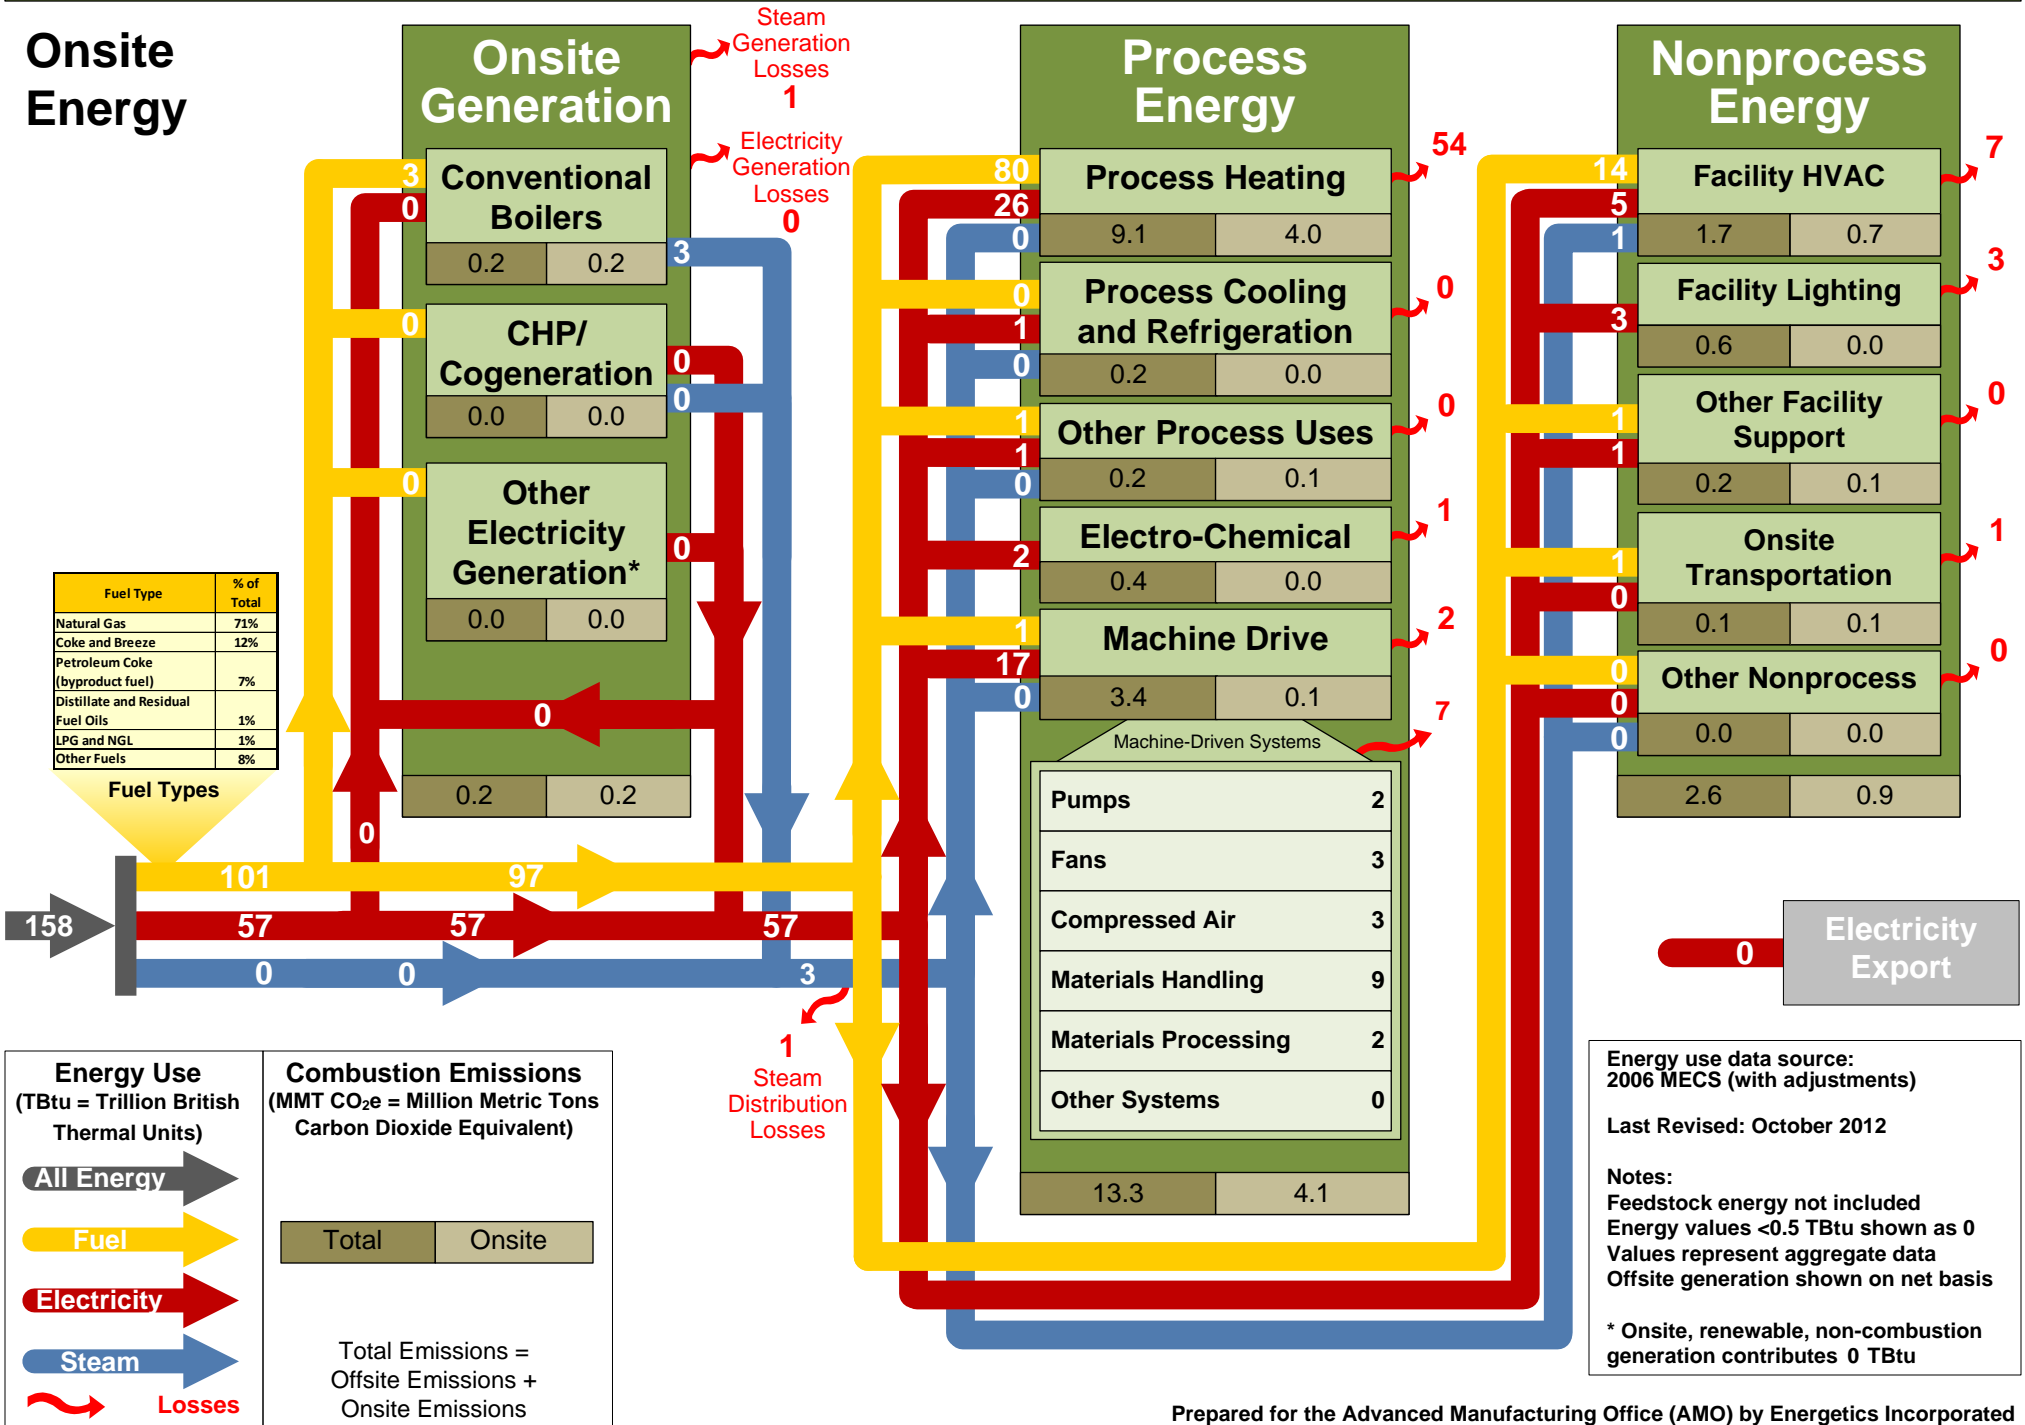 Onsite
Energy
Onsite
Generation
Steam
Generation
Losses
1
Electricity
Generation
Losses
0
3
0
Conventional
Boilers
0.2 0.2
3
0
CHP/
Cogeneration
0.0 0.0
0
0
0
Other
Electricity
Generation*
0.0 0.0
0
0
0.2 0.2
0
Fuel Type % of Total
Natural Gas 71%
Coke and Breeze 12%
Petroleum Coke
(byproduct fuel) 7%
Distillate and Residual
Fuel Oils 1%
LPG and NGL 1%
Other Fuels 8%
Fuel Types
158
101 97
57 57 57
0 0 3
1
Steam
Distribution
Losses
Process
Energy
80
26
0
Process Heating
9.1 4.0
54
0
1
0
Process Cooling
and Refrigeration
0.2 0.0
0
1
1
0
Other Process Uses
0.2 0.1
0
2
Electro-Chemical
0.4 0.0
1
1
17
0
Machine Drive
3.4 0.1
2
Machine-Driven Systems
7
Pumps 2
Fans 3
Compressed Air 3
Materials Handling 9
Materials Processing 2
Other Systems 0
13.3 4.1
Nonprocess
Energy
14
5
1
Facility HVAC
1.7 0.7
7
3
Facility Lighting
0.6 0.0
3
1
1
Other Facility
Support
0.2 0.1
0
1
0
Onsite
Transportation
0.1 0.1
1
0
0
0
Other Nonprocess
0.0 0.0
0
2.6 0.9
0
Electricity
Export
Energy Use
(TBtu = Trillion British
Thermal Units)
All Energy
Fuel
Electricity
Steam
Losses
Combustion Emissions
(MMT CO₂e = Million Metric Tons
Carbon Dioxide Equivalent)
Total Onsite
Total Emissions =
Offsite Emissions +
Onsite Emissions
Energy use data source:
2006 MECS (with adjustments)
Last Revised: October 2012
Notes:
Feedstock energy not included
Energy values <0.5 TBtu shown as 0
Values represent aggregate data
Offsite generation shown on net basis
* Onsite, renewable, non-combustion
generation contributes 0 TBtu
Prepared for the Advanced Manufacturing Office (AMO) by Energetics Incorporated